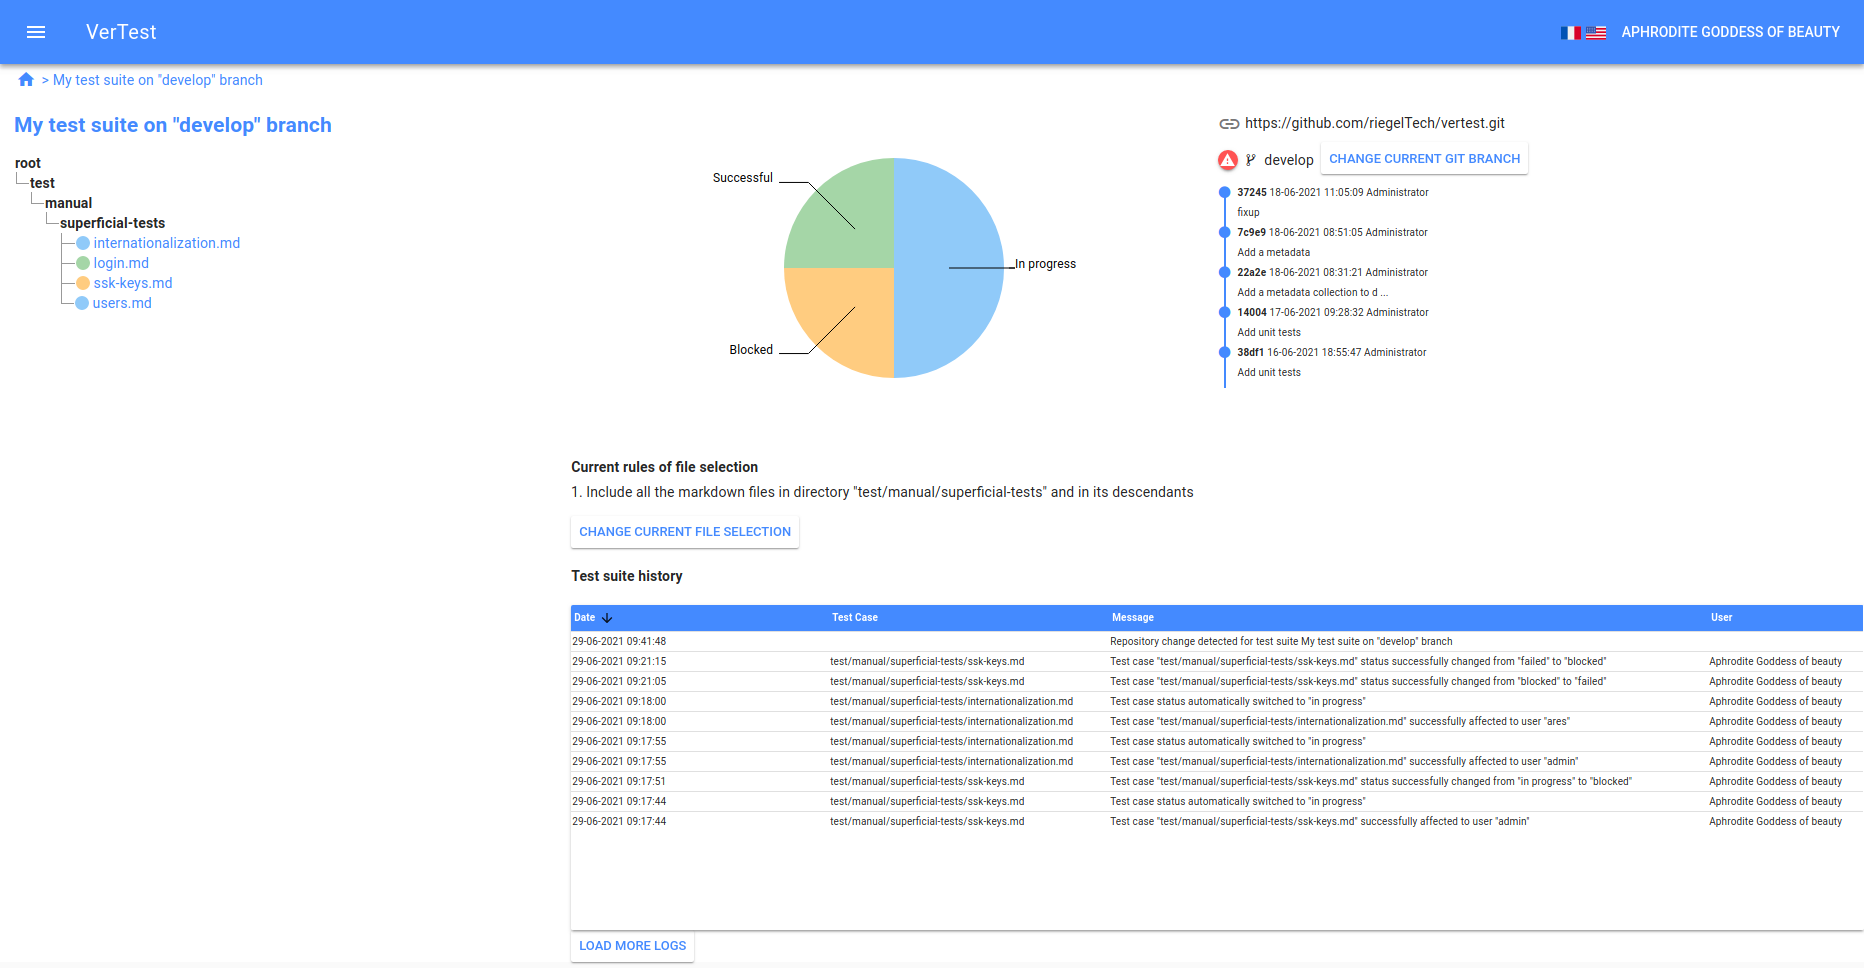 VerTest
APHRODITE GODDESS OF BEAUTY
> My test suite on "develop" branch
My test suite on "develop" branch
root
test
manual
superficial-tests
internationalization.md
login.md
ssk-keys.md
users.md
Successful
In progress
Blocked
https://github.com/riegelTech/vertest.git
develop CHANGE CURRENT GIT BRANCH
37245 18-06-2021 11:05:09 Administrator
fixup
7c9e9 18-06-2021 08:51:05 Administrator
Add a metadata
22a2e 18-06-2021 08:31:21 Administrator
Add a metadata collection to d ...
14004 17-06-2021 09:28:32 Administrator
Add unit tests
38df1 16-06-2021 18:55:47 Administrator
Add unit tests
Current rules of file selection
1. Include all the markdown files in directory "test/manual/superficial-tests" and in its descendants
CHANGE CURRENT FILE SELECTION
Test suite history
Date Test Case Message User
29-06-2021 09:41:48 Repository change detected for test suite My test suite on "develop" branch
29-06-2021 09:21:15 test/manual/superficial-tests/ssk-keys.md Test case "test/manual/superficial-tests/ssk-keys.md" status successfully changed from "failed" to "blocked" Aphrodite Goddess of beauty
29-06-2021 09:21:05 test/manual/superficial-tests/ssk-keys.md Test case "test/manual/superficial-tests/ssk-keys.md" status successfully changed from "blocked" to "failed" Aphrodite Goddess of beauty
29-06-2021 09:18:00 test/manual/superficial-tests/internationalization.md Test case status automatically switched to "in progress" Aphrodite Goddess of beauty
29-06-2021 09:18:00 test/manual/superficial-tests/internationalization.md Test case "test/manual/superficial-tests/internationalization.md" successfully affected to user "ares" Aphrodite Goddess of beauty
29-06-2021 09:17:55 test/manual/superficial-tests/internationalization.md Test case status automatically switched to "in progress" Aphrodite Goddess of beauty
29-06-2021 09:17:55 test/manual/superficial-tests/internationalization.md Test case "test/manual/superficial-tests/internationalization.md" successfully affected to user "admin" Aphrodite Goddess of beauty
29-06-2021 09:17:51 test/manual/superficial-tests/ssk-keys.md Test case "test/manual/superficial-tests/ssk-keys.md" status successfully changed from "in progress" to "blocked" Aphrodite Goddess of beauty
29-06-2021 09:17:44 test/manual/superficial-tests/ssk-keys.md Test case status automatically switched to "in progress" Aphrodite Goddess of beauty
29-06-2021 09:17:44 test/manual/superficial-tests/ssk-keys.md Test case "test/manual/superficial-tests/ssk-keys.md" successfully affected to user "admin" Aphrodite Goddess of beauty
LOAD MORE LOGS